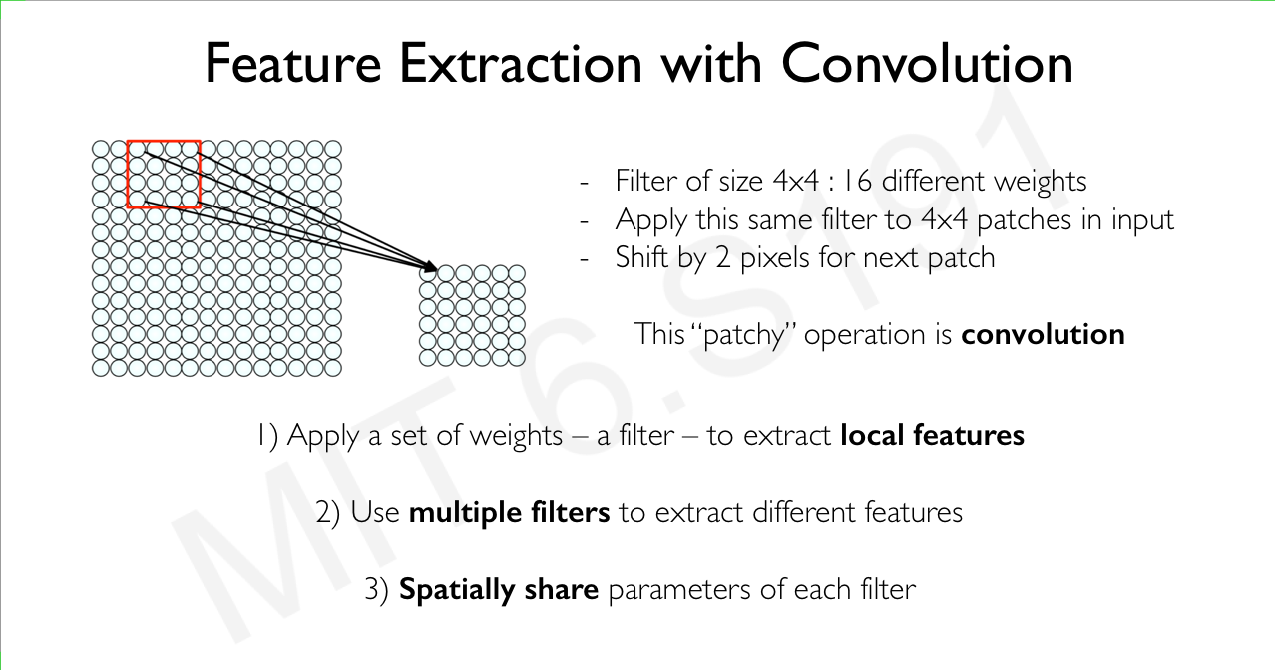 Feature Extraction with Convolution
- Filter of size 4x4 : 16 different weights
- Apply this same filter to 4x4 patches in input
- Shift by 2 pixels for next patch
This “patchy” operation is convolution
1) Apply a set of weights – a filter – to extract local features
2) Use multiple filters to extract different features
3) Spatially share parameters of each filter
MIT 6.S191